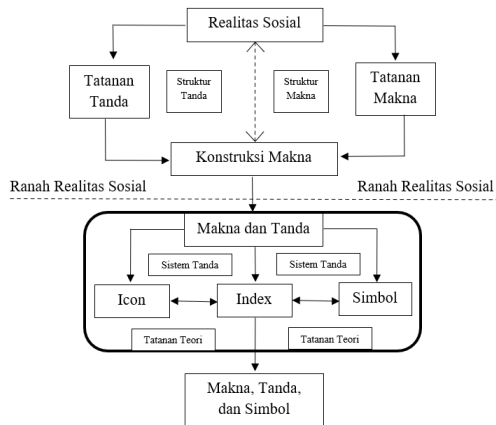 Realitas Sosial
Tatanan
Tanda
Struktur
Tanda
Struktur
Makna
Tatanan
Makna
Konstruksi Makna
Ranah Realitas Sosial
Ranah Realitas Sosial
Makna dan Tanda
Sistem Tanda
Sistem Tanda
Icon
Index
Simbol
Tatanan Teori
Tatanan Teori
Makna, Tanda,
dan Simbol